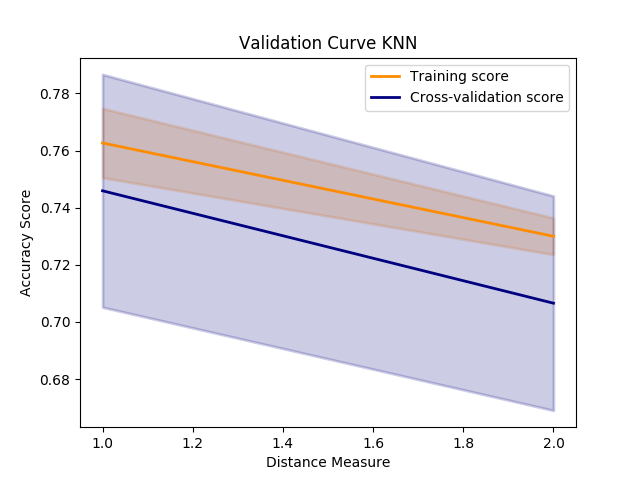 Validation Curve KNN
Training score
Cross-validation score
Accuracy Score
0.78
0.76
0.74
0.72
0.70
0.68
1.0 1.2 1.4 1.6 1.8 2.0
Distance Measure